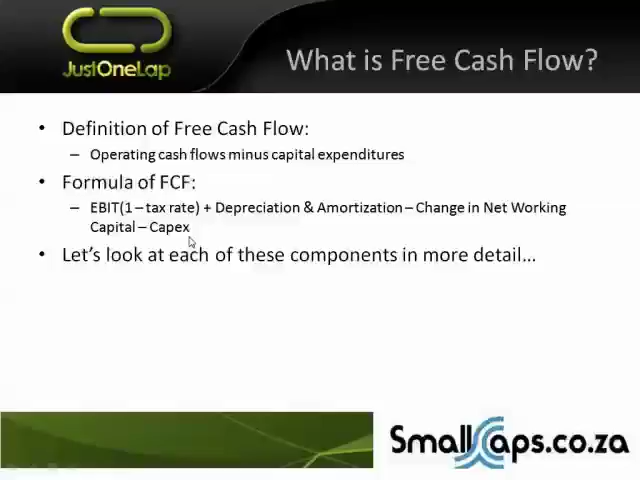 JustOneLap
What is Free Cash Flow?
• Definition of Free Cash Flow:
– Operating cash flows minus capital expenditures
• Formula of FCF:
– EBIT(1 – tax rate) + Depreciation & Amortization – Change in Net Working
Capital – Capex
• Let's look at each of these components in more detail…
SmallCaps.co.za